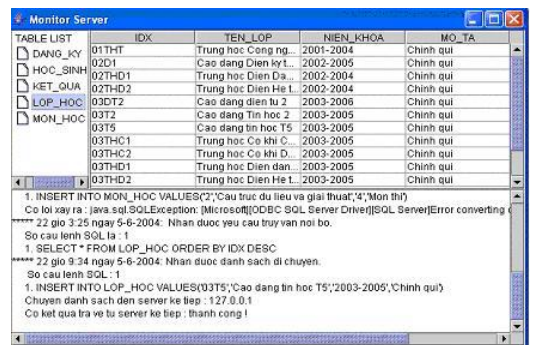 Monitor Server
TABLE LIST
DANG_KY
HOC_SINH
KET_QUA
LOP_HOC
MON_HOC
IDX TEN_LOP NIEN_KHOA MO_TA
01THT Trung hoc Cong ng... 2001-2004 Chinh qui
02D1 Cao dang Dien ky t... 2002-2005 Chinh qui
02THD1 Trung hoc Dien Da... 2002-2004 Chinh qui
02THD2 Trung hoc Dien He t... 2002-2004 Chinh qui
03DT2 Cao dang dien tu 2 2003-2006 Chinh qui
03T2 Cao dang Tin hoc 2 2003-2005 Chinh qui
03T5 Cao dang tin hoc T5 2003-2005 Chinh qui
03THC1 Trung hoc Co khi C... 2003-2005 Chinh qui
03THC2 Trung hoc Co khi D... 2003-2005 Chinh qui
03THD1 Trung hoc Dien dan... 2003-2005 Chinh qui
03THD2 Trung hoc Dien He t... 2003-2005 Chinh qui
1. INSERT INTO MON_HOC VALUES('2','Cau truc du lieu va giai thuat','4','Mon thi')
Co loi xay ra : java.sql.SQLException: [Microsoft][ODBC SQL Server Driver][SQL Server]Error converting
***** 22 gio 3:25 ngay 5-6-2004: Nhan duoc yeu cau truy van noi bo.
So cau lenh SQL la : 1
1. SELECT * FROM LOP_HOC ORDER BY IDX DESC
***** 22 gio 9:34 ngay 5-6-2004: Nhan duoc danh sach di chuyen.
So cau lenh SQL : 1
1. INSERT INTO LOP_HOC VALUES('03T5','Cao dang tin hoc T5','2003-2005','Chinh qui')
Chuyen danh sach den server ke tiep : 127.0.0.1
Co ket qua tra ve tu server ke tiep : thanh cong !